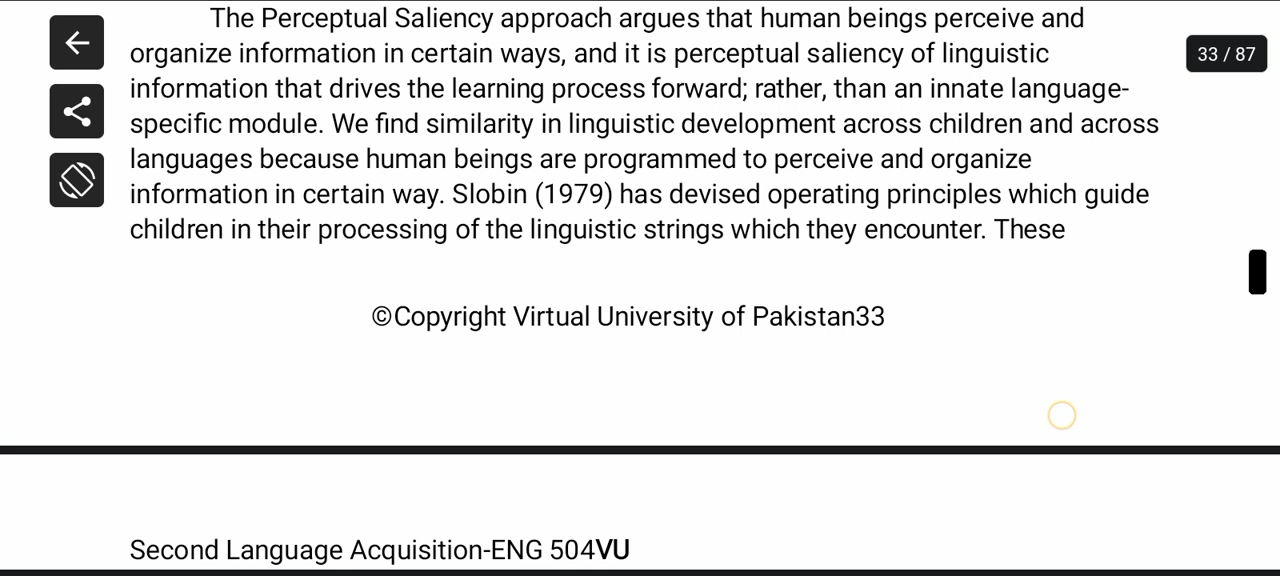 The Perceptual Saliency approach argues that human beings perceive and
organize information in certain ways, and it is perceptual saliency of linguistic
33 / 87
information that drives the learning process forward; rather, than an innate language-
specific module. We find similarity in linguistic development across children and across
languages because human beings are programmed to perceive and organize
information in certain way. Slobin (1979) has devised operating principles which guide
children in their processing of the linguistic strings which they encounter. These
©Copyright Virtual University of Pakistan33
Second Language Acquisition-ENG 504VU